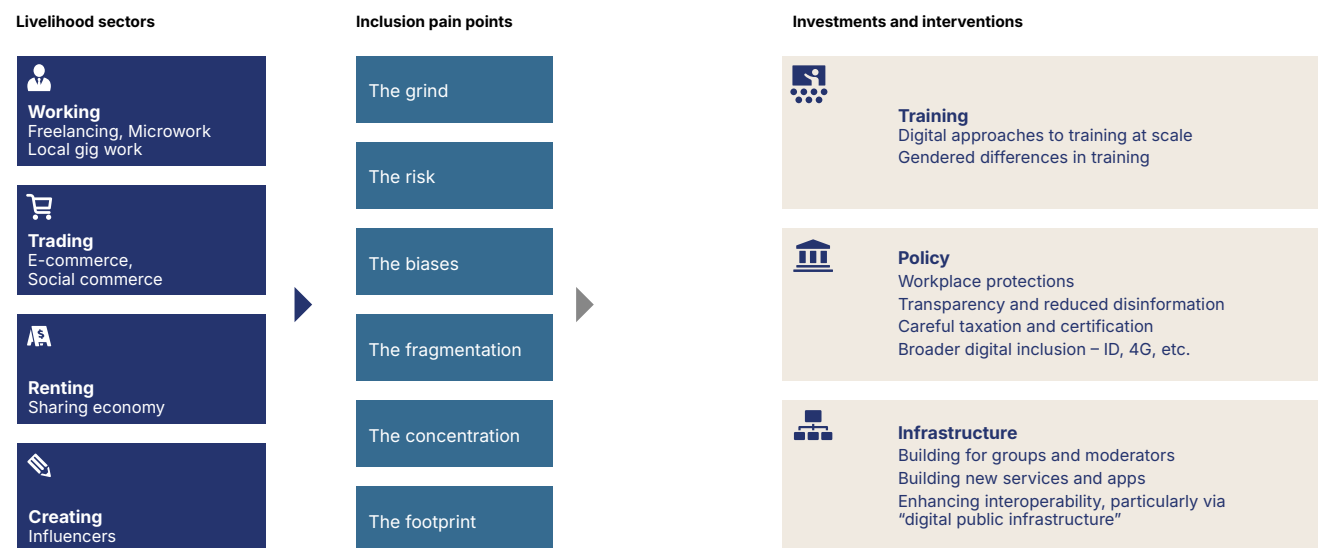 Livelihood sectors
Working
Freelancing, Microwork
Local gig work
Trading
E-commerce,
Social commerce
$
Renting
Sharing economy
Creating
Influencers
Inclusion pain points
The grind
The risk
The biases
The fragmentation
The concentration
The footprint
Investments and interventions
Training
Digital approaches to training at scale
Gendered differences in training
Policy
Workplace protections
Transparency and reduced disinformation
Careful taxation and certification
Broader digital inclusion – ID, 4G, etc.
Infrastructure
Building for groups and moderators
Building new services and apps
Enhancing interoperability, particularly via
“digital public infrastructure”